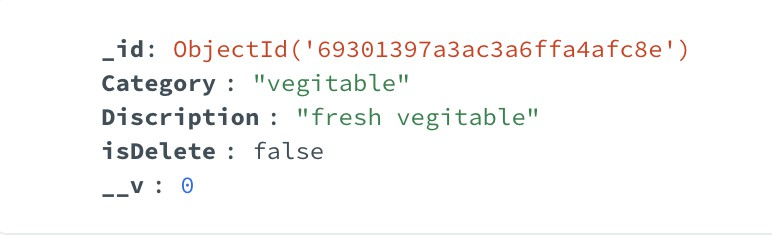 _id: ObjectId('69301397a3ac3a6ffa4afc8e')
Category : "vegitable"
Discription : "fresh vegitable"
isDelete : false
__v : 0